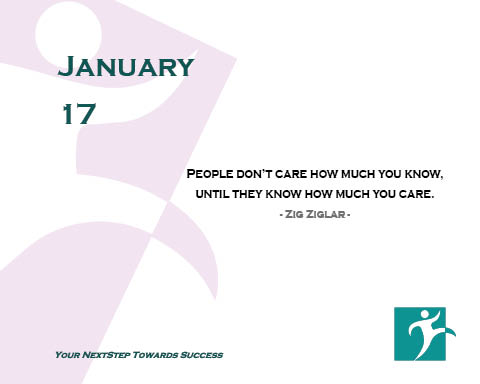 January
17
People don't care how much you know,
until they know how much you care.
- Zig Ziglar -
Your NextStep Towards Success